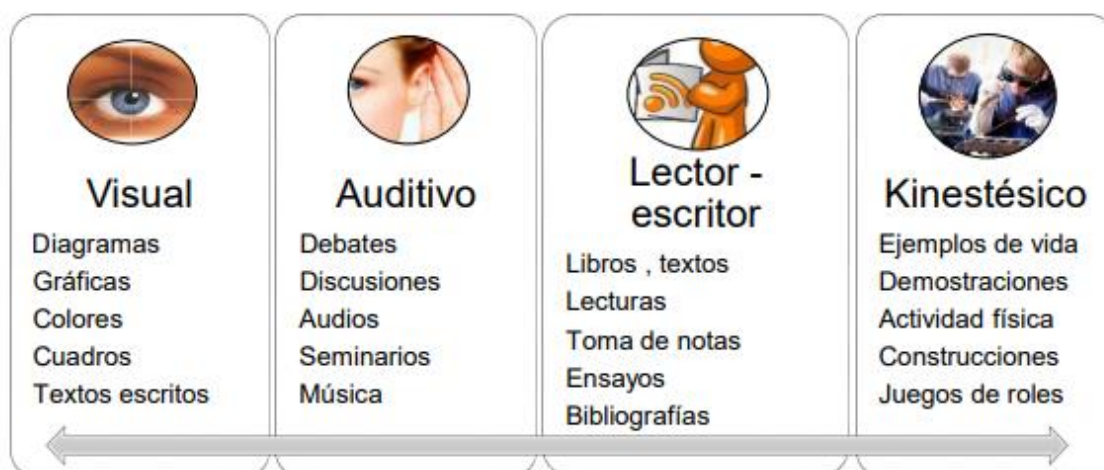 Visual
Diagramas
Gráficas
Colores
Cuadros
Textos escritos
Auditivo
Debates
Discusiones
Audios
Seminarios
Música
Lector -
escritor
Libros , textos
Lecturas
Toma de notas
Ensayos
Bibliografías
Kinestésico
Ejemplos de vida
Demostraciones
Actividad física
Construcciones
Juegos de roles